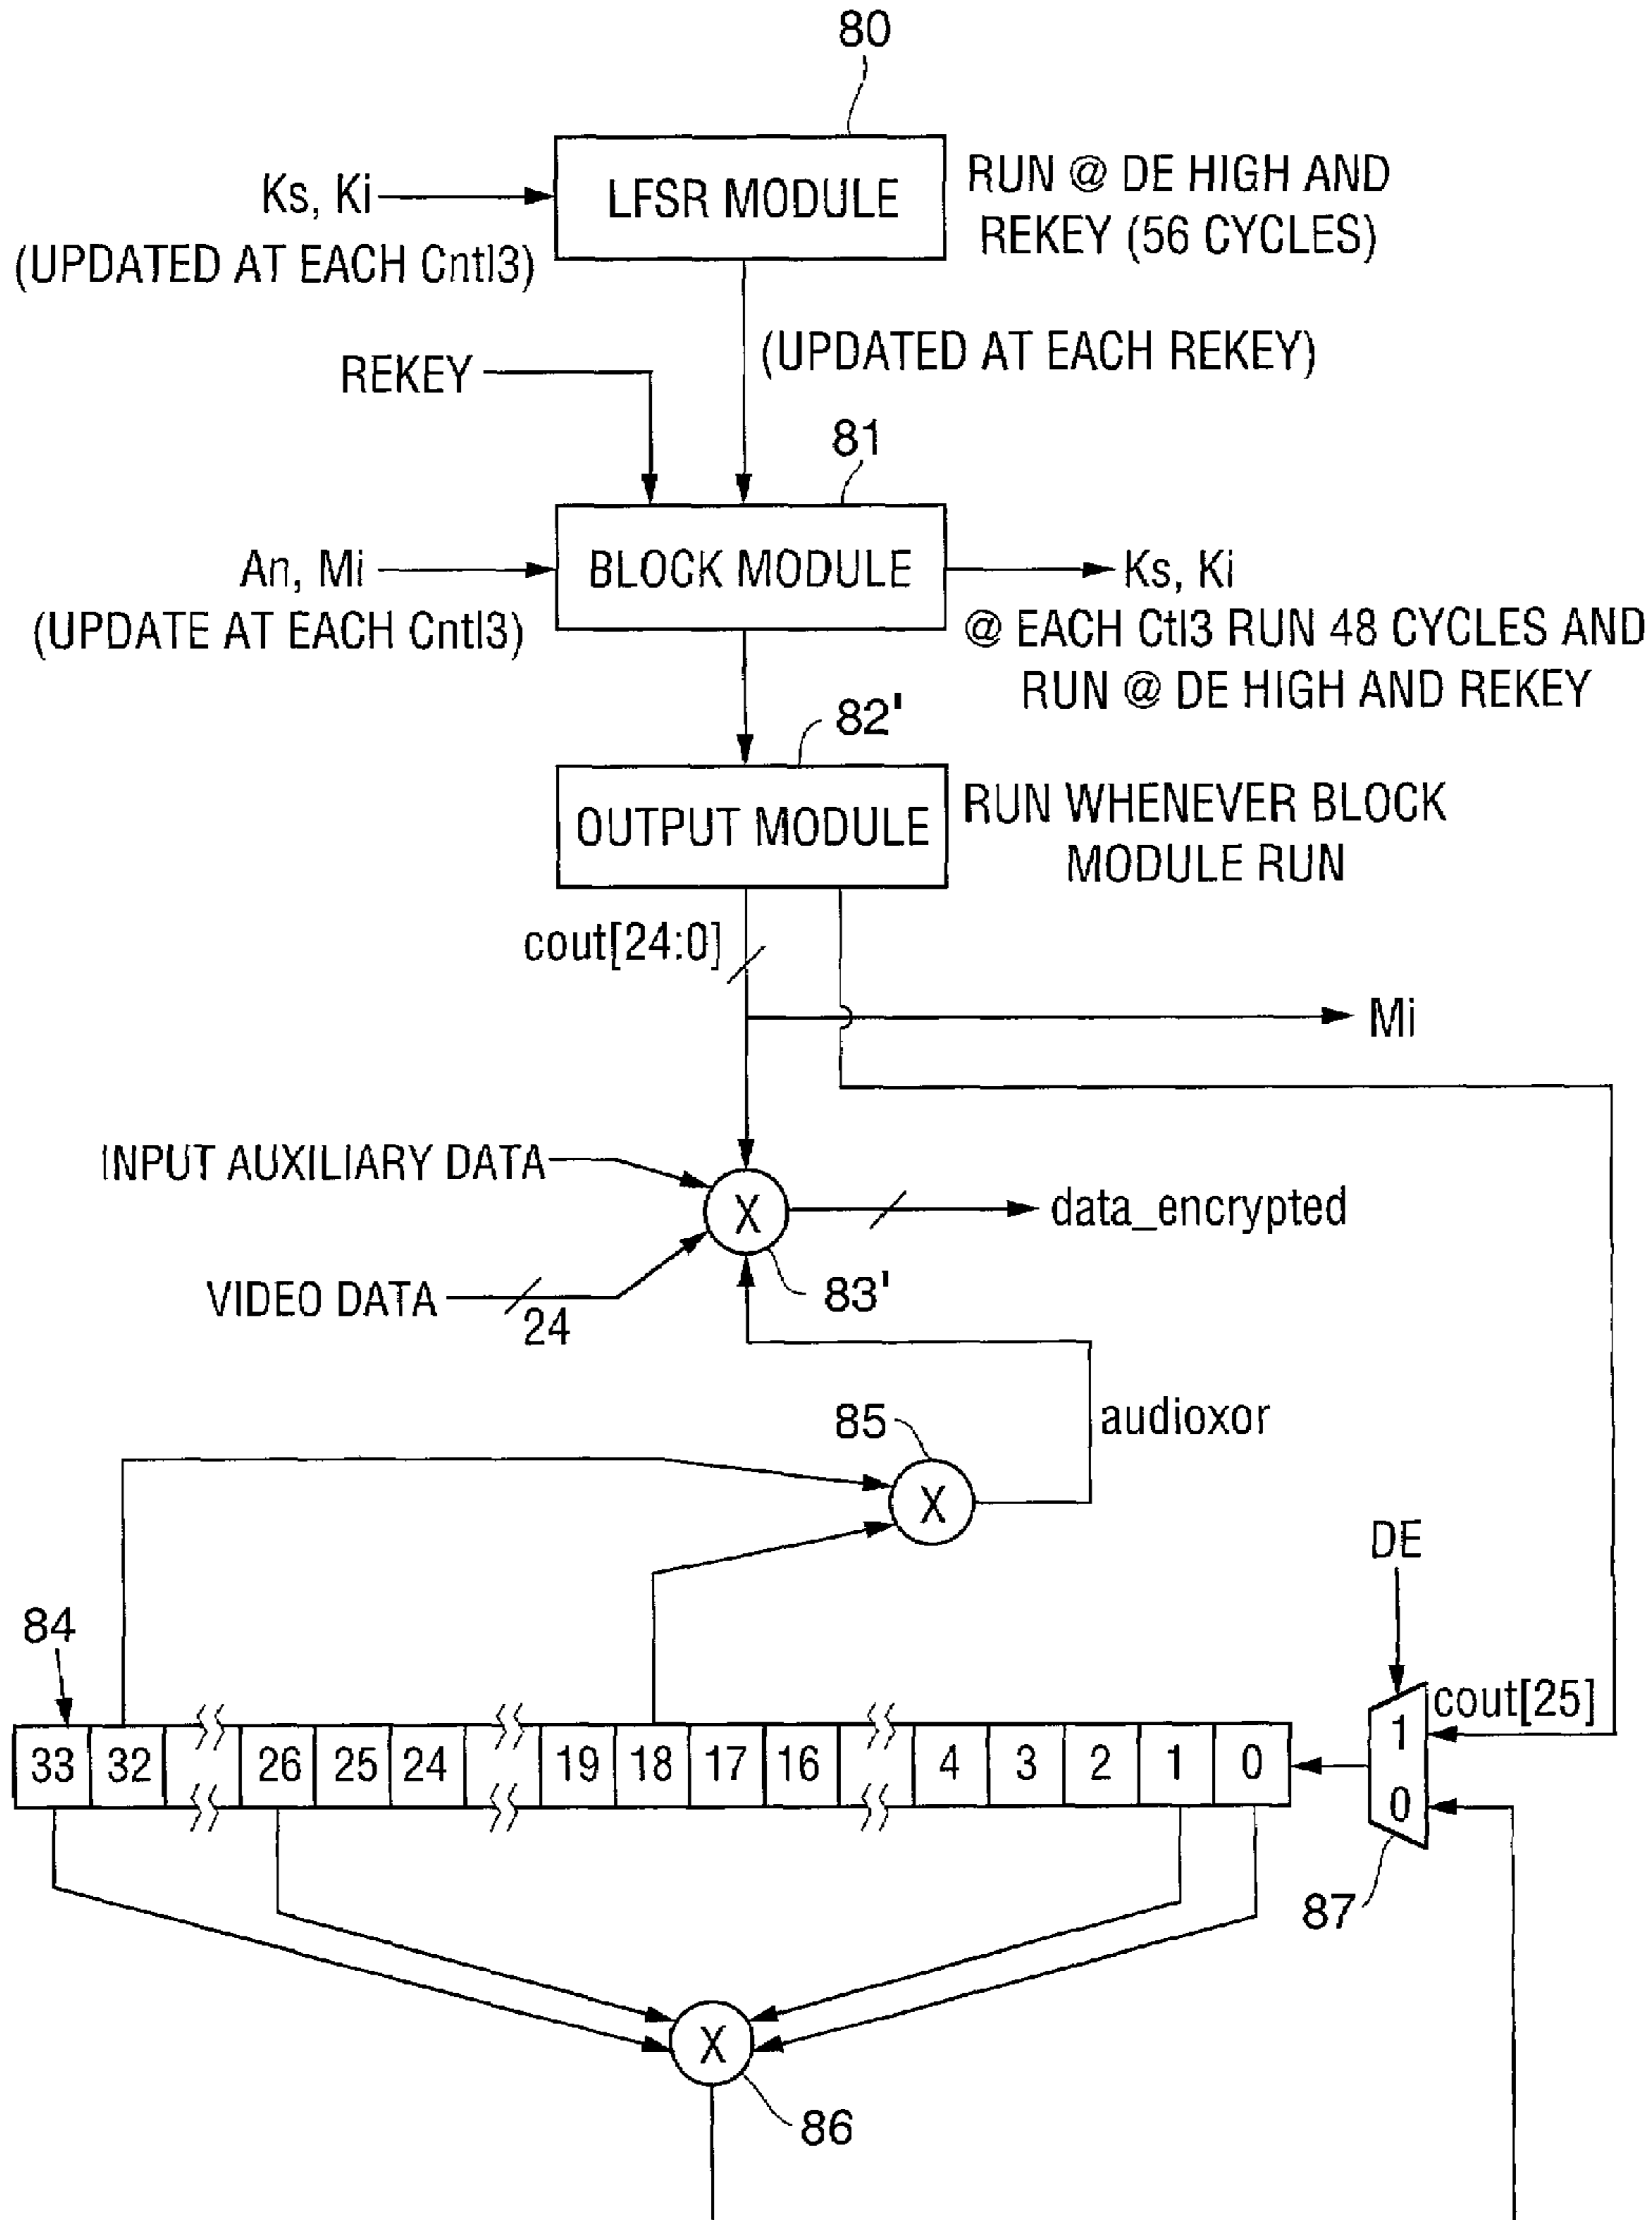 80
LFSR MODULE
RUN @ DE HIGH AND
REKEY (56 CYCLES)
Ks, Ki
(UPDATED AT EACH Cntl3)
(UPDATED AT EACH REKEY)
REKEY
81
An, Mi
(UPDATE AT EACH Cntl3)
BLOCK MODULE
Ks, Ki
@ EACH Ctl3 RUN 48 CYCLES AND
RUN @ DE HIGH AND REKEY
82'
OUTPUT MODULE
RUN WHENEVER BLOCK
MODULE RUN
cout[24:0]
Mi
INPUT AUXILIARY DATA
X
data_encrypted
VIDEO DATA
24
83'
audioxor
85
X
DE
84
cout[25]
33 32 26 25 24 19 18 17 16 4 3 2 1 0
1
0
87
X
86